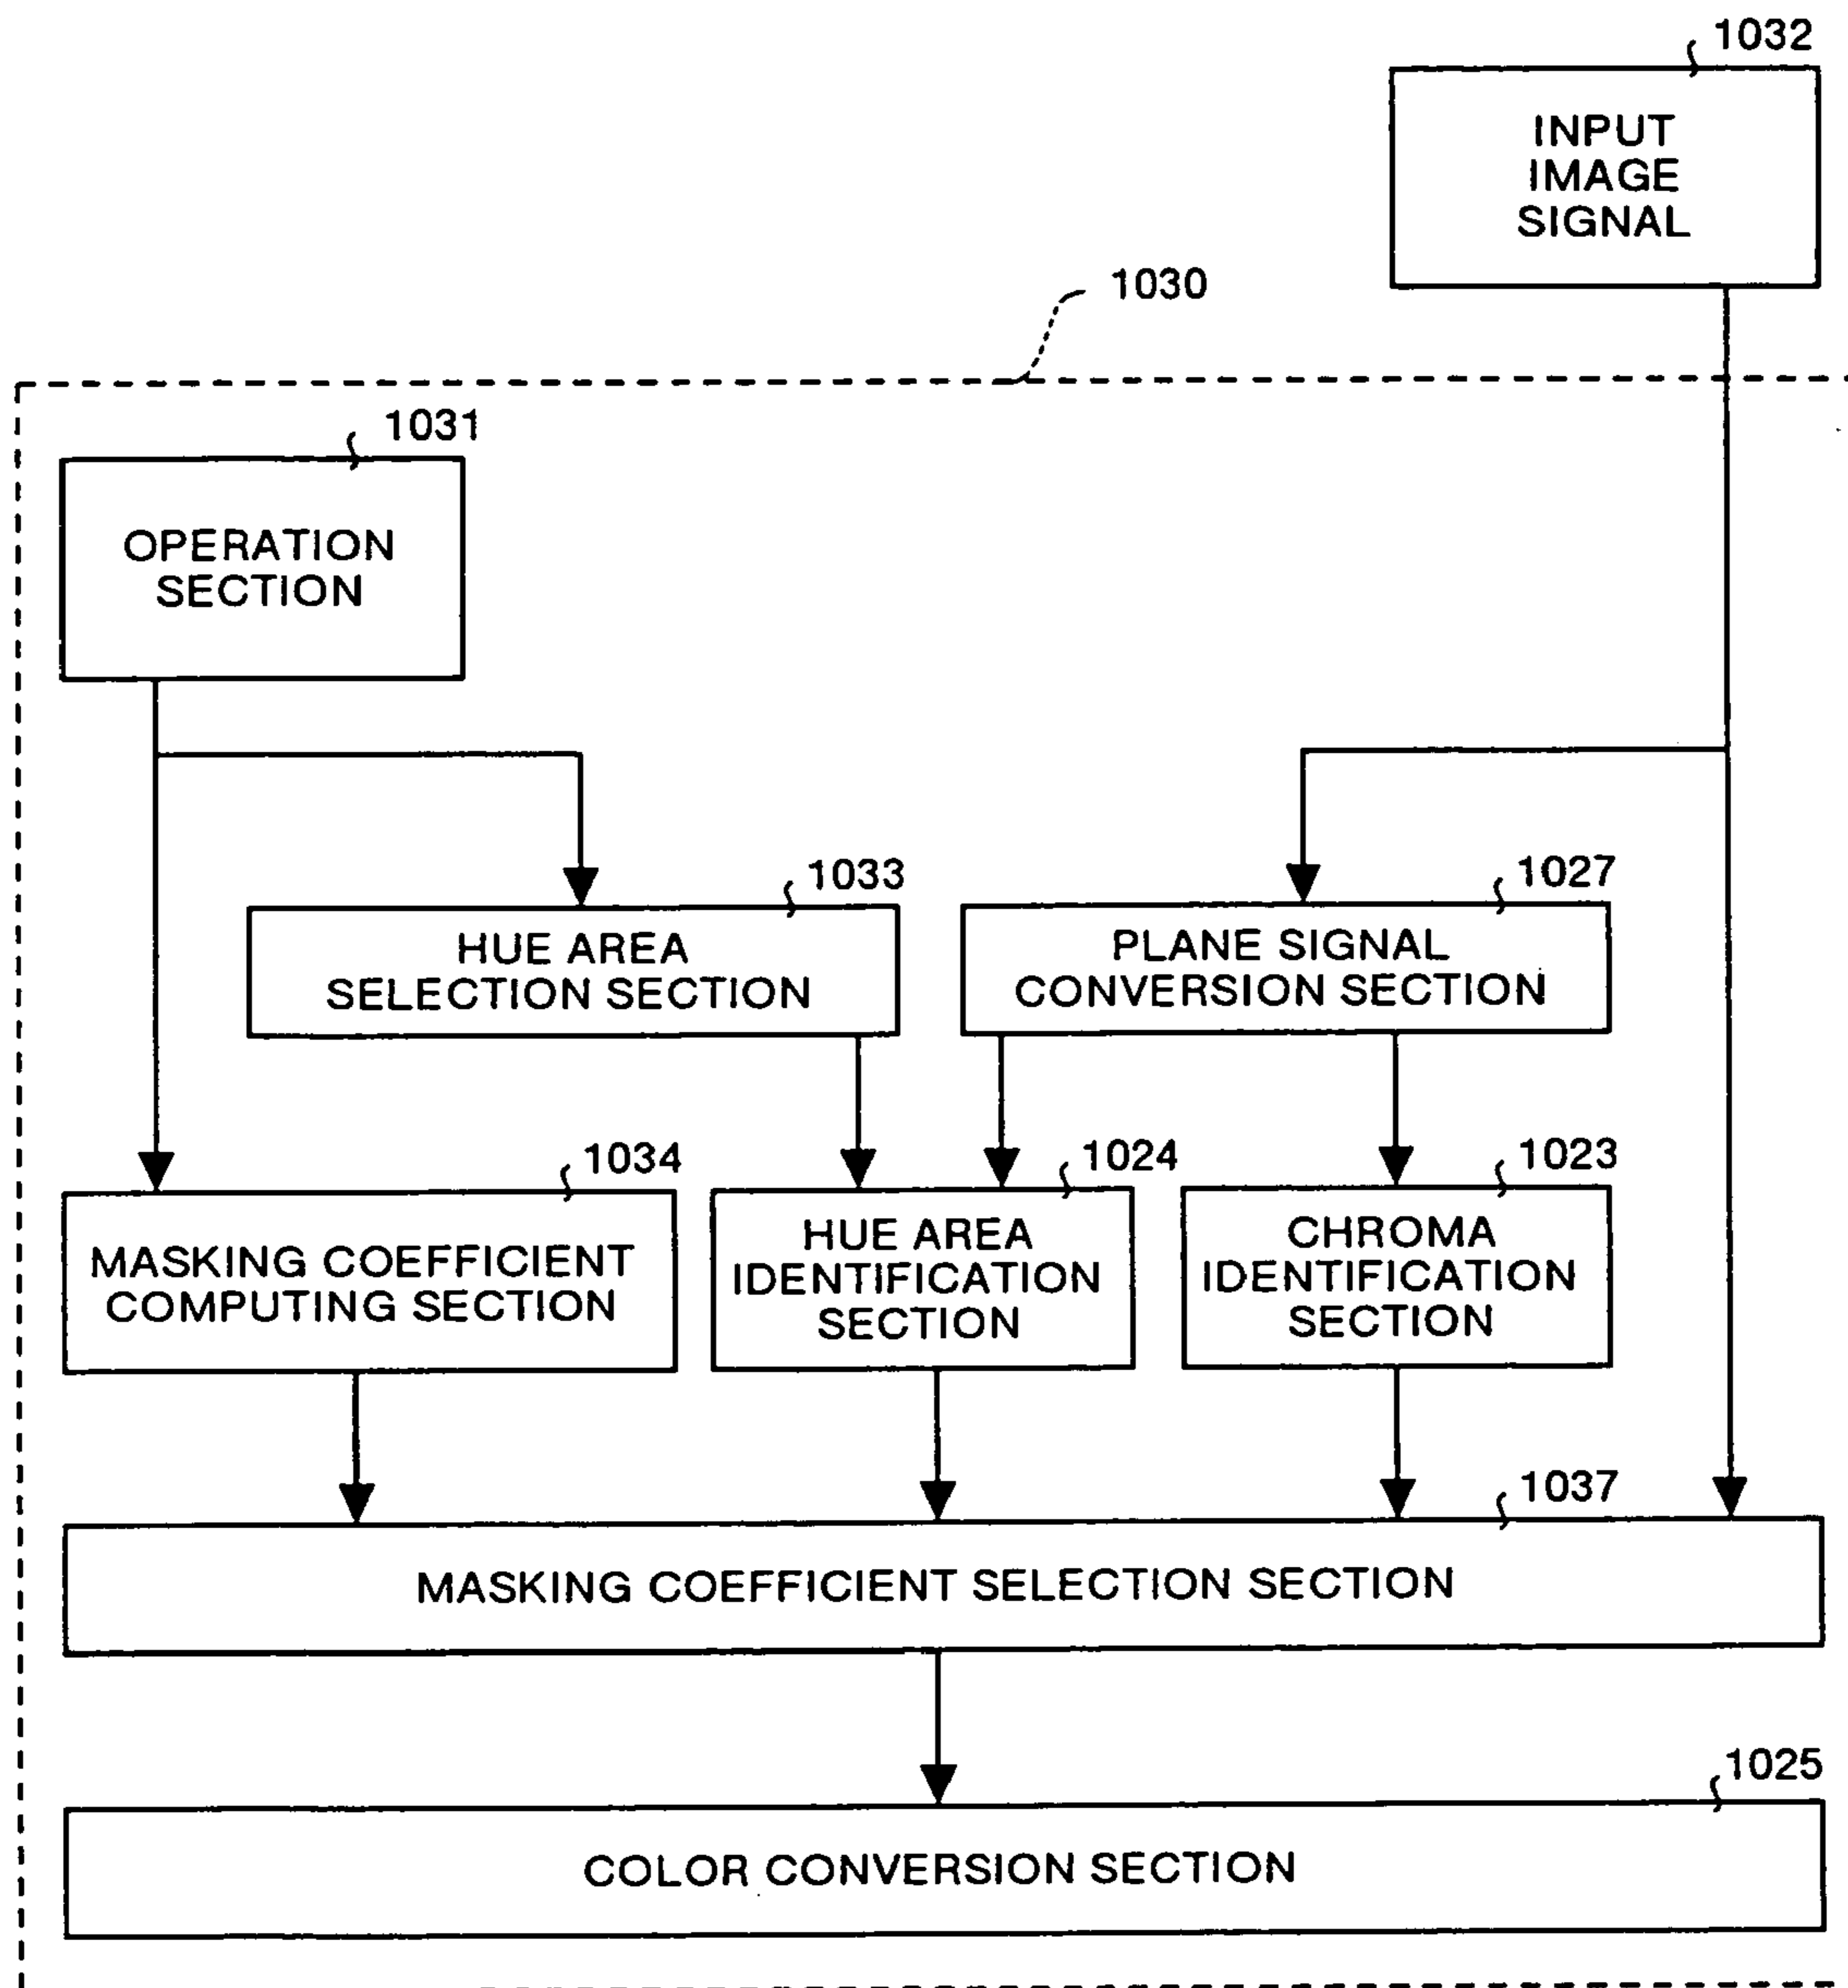 1032
INPUT
IMAGE
SIGNAL
1030
1031
OPERATION
SECTION
1033
HUE AREA
SELECTION SECTION
1027
PLANE SIGNAL
CONVERSION SECTION
1034
MASKING COEFFICIENT
COMPUTING SECTION
1024
HUE AREA
IDENTIFICATION
SECTION
1023
CHROMA
IDENTIFICATION
SECTION
1037
MASKING COEFFICIENT SELECTION SECTION
1025
COLOR CONVERSION SECTION